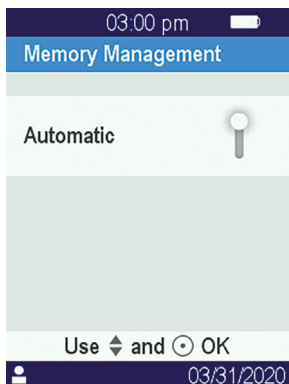 03:00 pm
Memory Management
Automatic
Use and OK
03/31/2020